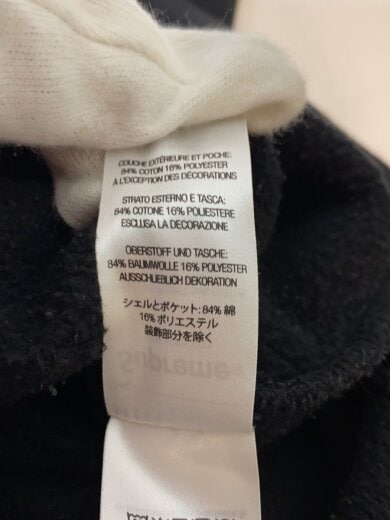 COUCHE EXTÉRIEURE ET POCHE:
84% COTON 16% POLYESTER
À L'EXCEPTION DES DÉCORATIONS
STRATO ESTERNO E TASCA:
84% COTONE 16% POLIESTERE
ESCLUSA LA DECORAZIONE
OBERSTOFF UND TASCHE:
84% BAUMWOLLE 16% POLYESTER
AUSSCHLIEßLICH DEKORATION
シェルとポケット: 84% 綿
16% ポリエステル
装飾部分を除く
Supreme